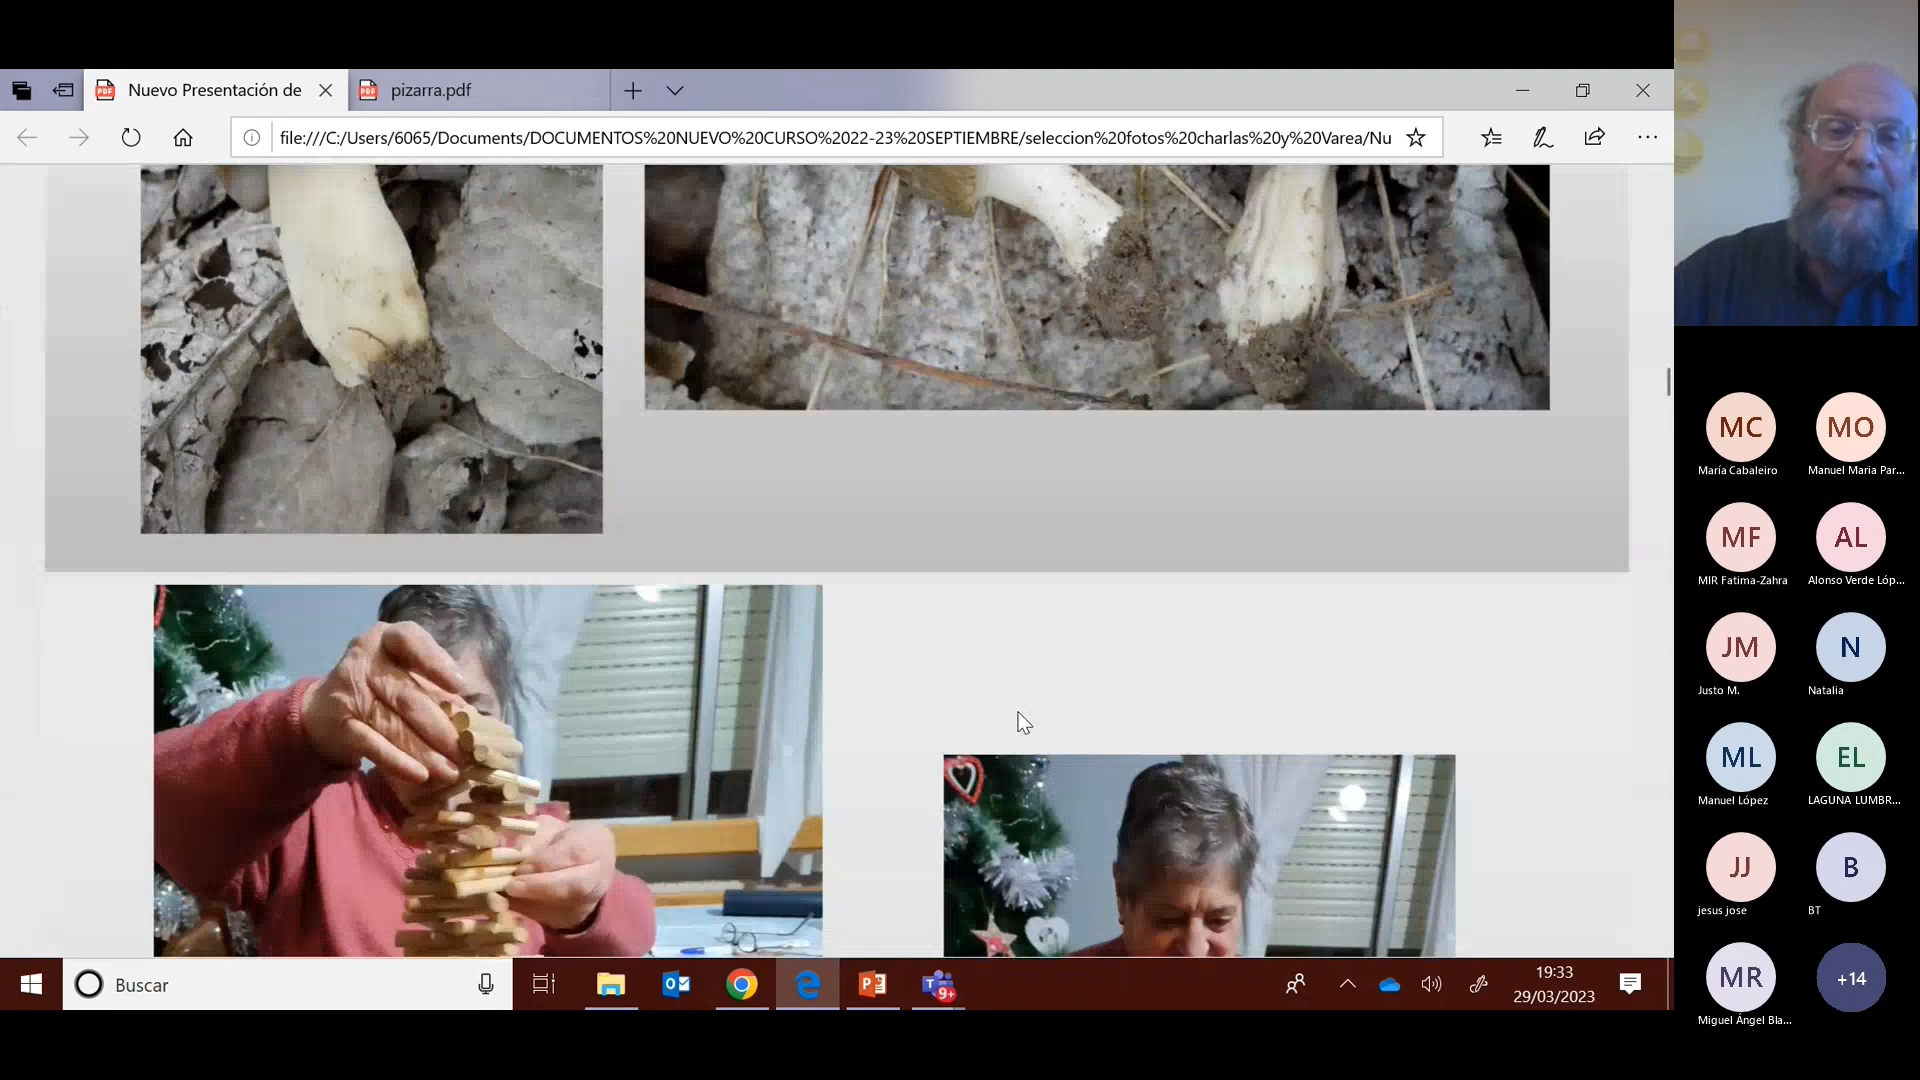 Nuevo Presentación de
pizarra.pdf
file:///C:/Users/6065/Documents/DOCUMENTOS%20NUEVO%20CURSO%202022-23%20SEPTIEMBRE/seleccion%20fotos%20charlas%20y%20Varea/Nu
MC
María Cabaleiro
MO
Manuel Maria Par...
MF
MIR Fatima-Zahra
AL
Alonso Verde Lóp...
JM
Justo M.
N
Natalia
ML
Manuel López
EL
LAGUNA LUMBR...
JJ
jesus jose
B
BT
MR
Miguel Ángel Bla...
+14
Buscar
9+
19:33
29/03/2023